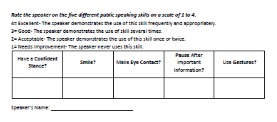 Rate the speaker on the five different public speaking skills on a scale of 1 to 4.
4= Excellent- The speaker demonstrates the use of this skill frequently and appropriately.
3= Good- The speaker demonstrates the use of skill several times.
2= Acceptable- The speaker demonstrates the use of this skill once or twice.
1= Needs Improvement- The speaker never uses this skill.
Have a Confident Stance?
Smile?
Make Eye Contact?
Pause After Important Information?
Use Gestures?
Speaker's Name: